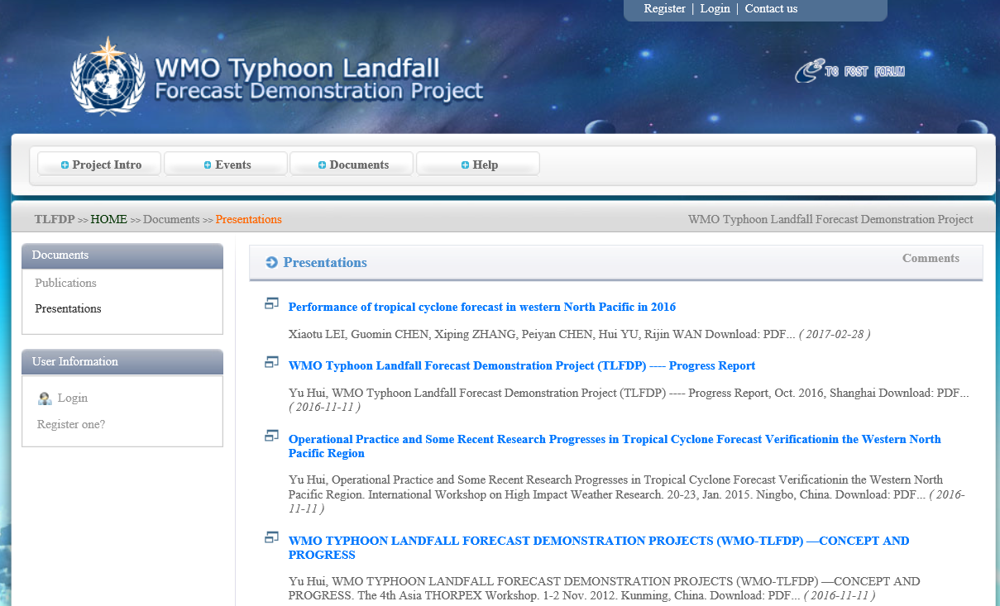 Register | Login | Contact us
WMO Typhoon Landfall
Forecast Demonstration Project
TC FCST FORUM
Project Intro
Events
Documents
Help
TLFDP >> HOME >> Documents >> Presentations
WMO Typhoon Landfall Forecast Demonstration Project
Documents
Publications
Presentations
User Information
Login
Register one?
Presentations
Comments
Performance of tropical cyclone forecast in western North Pacific in 2016
Xiaotu LEI, Guomin CHEN, Xiping ZHANG, Peiyan CHEN, Hui YU, Rijin WAN Download: PDF... ( 2017-02-28 )
WMO Typhoon Landfall Forecast Demonstration Project (TLFDP) ---- Progress Report
Yu Hui, WMO Typhoon Landfall Forecast Demonstration Project (TLFDP) ---- Progress Report, Oct. 2016, Shanghai Download: PDF...
( 2016-11-11 )
Operational Practice and Some Recent Research Progresses in Tropical Cyclone Forecast Verificationin the Western North
Pacific Region
Yu Hui, Operational Practice and Some Recent Research Progresses in Tropical Cyclone Forecast Verificationin the Western North
Pacific Region. International Workshop on High Impact Weather Research. 20-23, Jan. 2015. Ningbo, China. Download: PDF... ( 2016-
11-11 )
WMO TYPHOON LANDFALL FORECAST DEMONSTRATION PROJECTS (WMO-TLFDP) —CONCEPT AND
PROGRESS
Yu Hui, WMO TYPHOON LANDFALL FORECAST DEMONSTRATION PROJECTS (WMO-TLFDP) —CONCEPT AND
PROGRESS. The 4th Asia THORPEX Workshop. 1-2 Nov. 2012. Kunming, China. Download: PDF... ( 2016-11-11 )